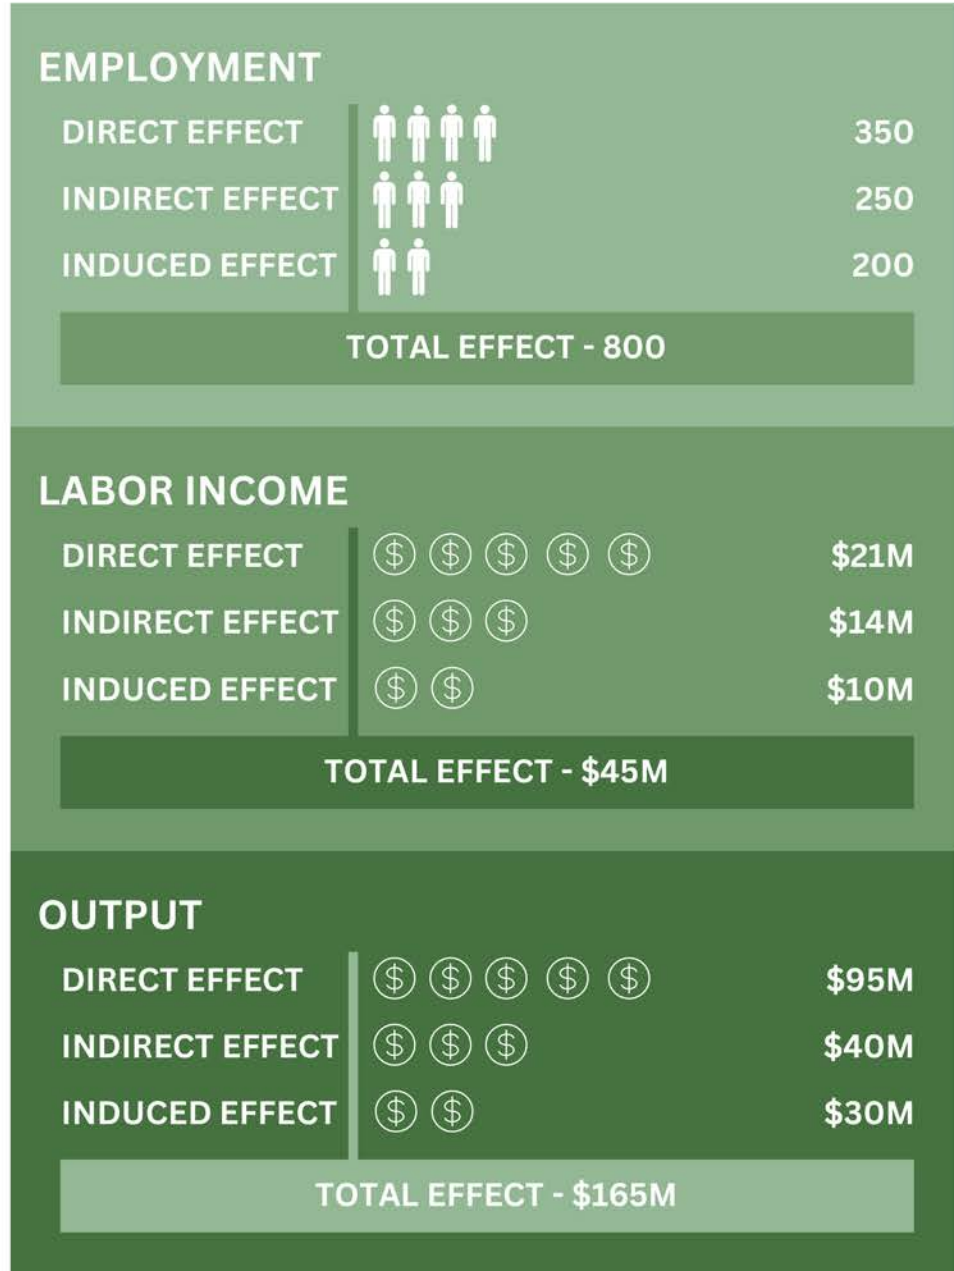 EMPLOYMENT
DIRECT EFFECT 350
INDIRECT EFFECT 250
INDUCED EFFECT 200
TOTAL EFFECT - 800
LABOR INCOME
DIRECT EFFECT $ $ $ $ $ $21M
INDIRECT EFFECT $ $ $ $14M
INDUCED EFFECT $ $ $10M
TOTAL EFFECT - $45M
OUTPUT
DIRECT EFFECT $ $ $ $ $ $95M
INDIRECT EFFECT $ $ $ $40M
INDUCED EFFECT $ $ $30M
TOTAL EFFECT - $165M